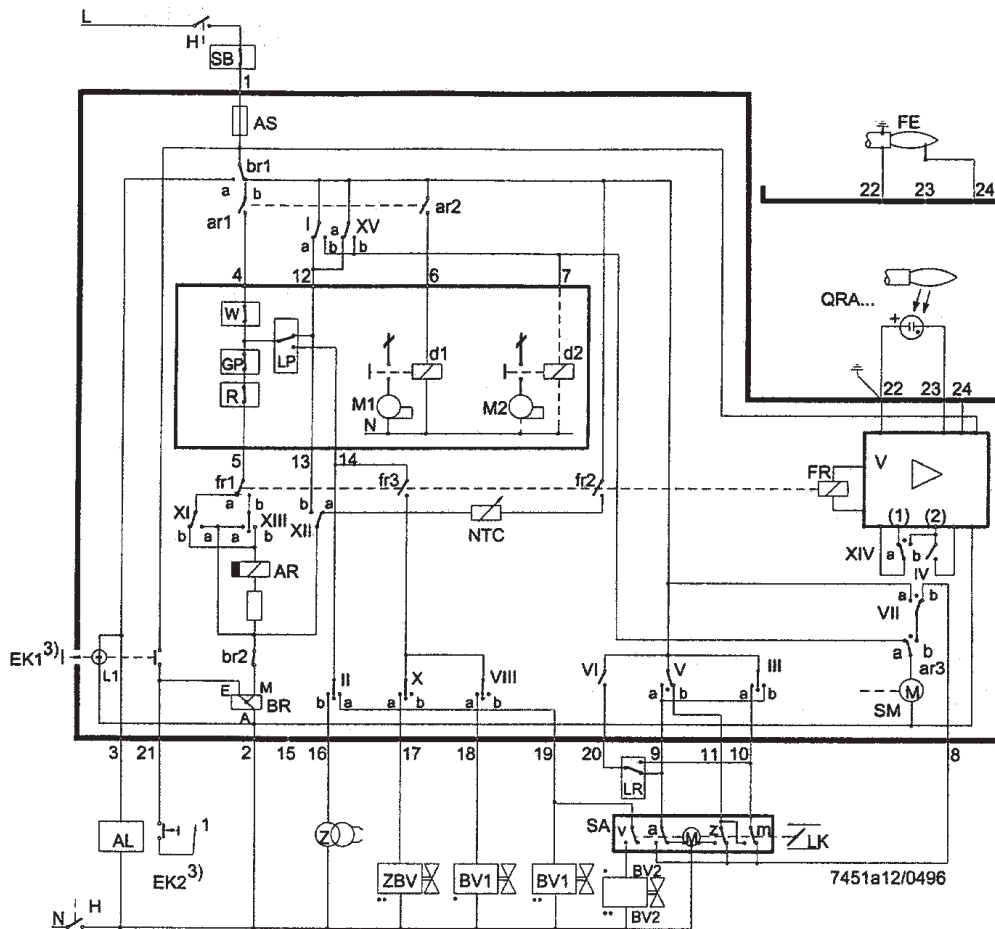 L
H
SB
1
AS
FE
br1
22 23 24
a b
ar1
ar2
I a XV
a b b
4 12 6 7
QRA...
+
W
LP
d1
d2
GP
22 23 24
R
M1
M2
N
5 13 14
V
FR
fr1
fr3
fr2
a b
b a
XI
XIII
XII
b a b
NTC
(1) (2)
XIV a b
IV
AR
a b
VII
EK1 3)
L1
br2
a b
ar3
VI V III
II X VIII
M
SM
E M
BR
A
b a a b a b
a b a b
3 21 2 15 16 17 18 19 20 9 11 10 8
LR
AL
1
EK2 3)
Z
SA v a M z m
LK
ZBV
BV1
BV1
BV2
BV2
7451a12/0496
N H